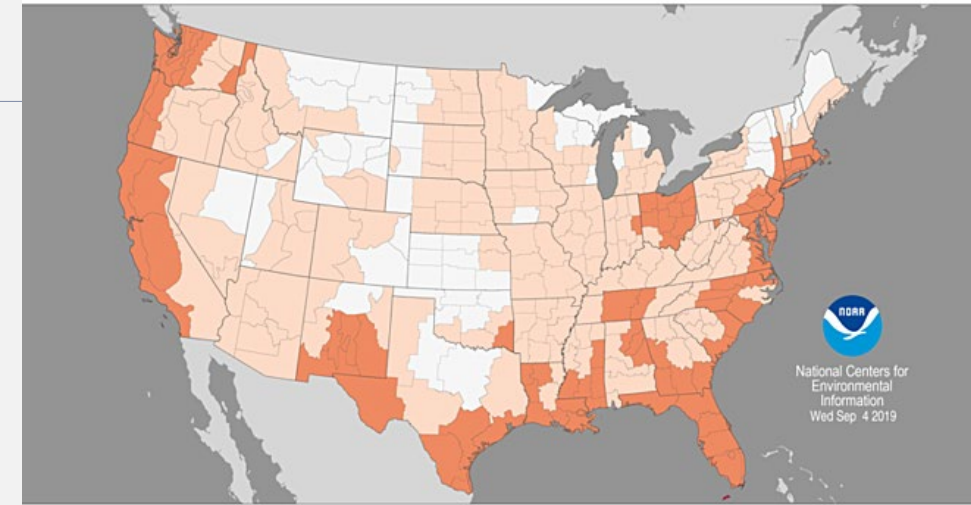 NOAA
National Centers for
Environmental
Information
Wed Sep 4 2019